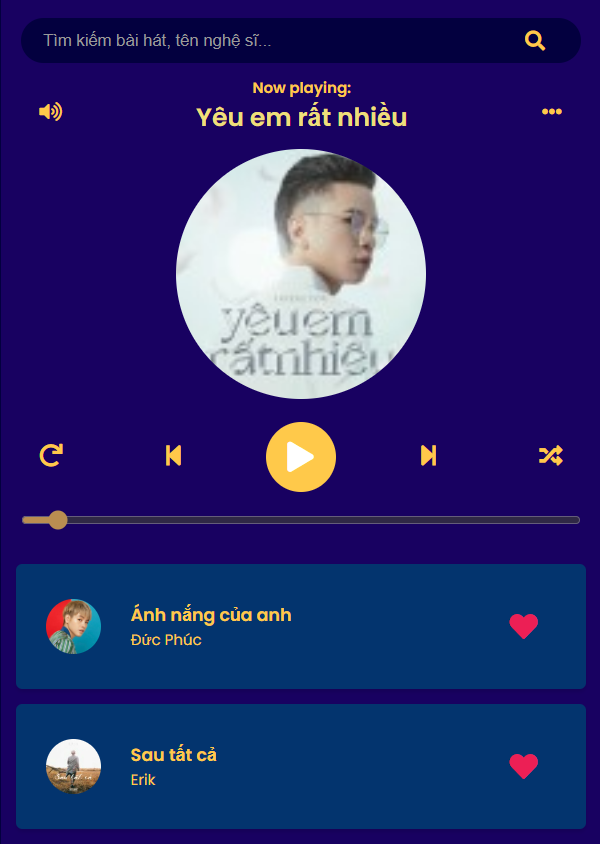 Tìm kiếm bài hát, tên nghệ sĩ...
Now playing:
Yêu em rất nhiều
yêu em
rất nhiều
Ánh nắng của anh
Đức Phúc
Sau tất cả
Erik